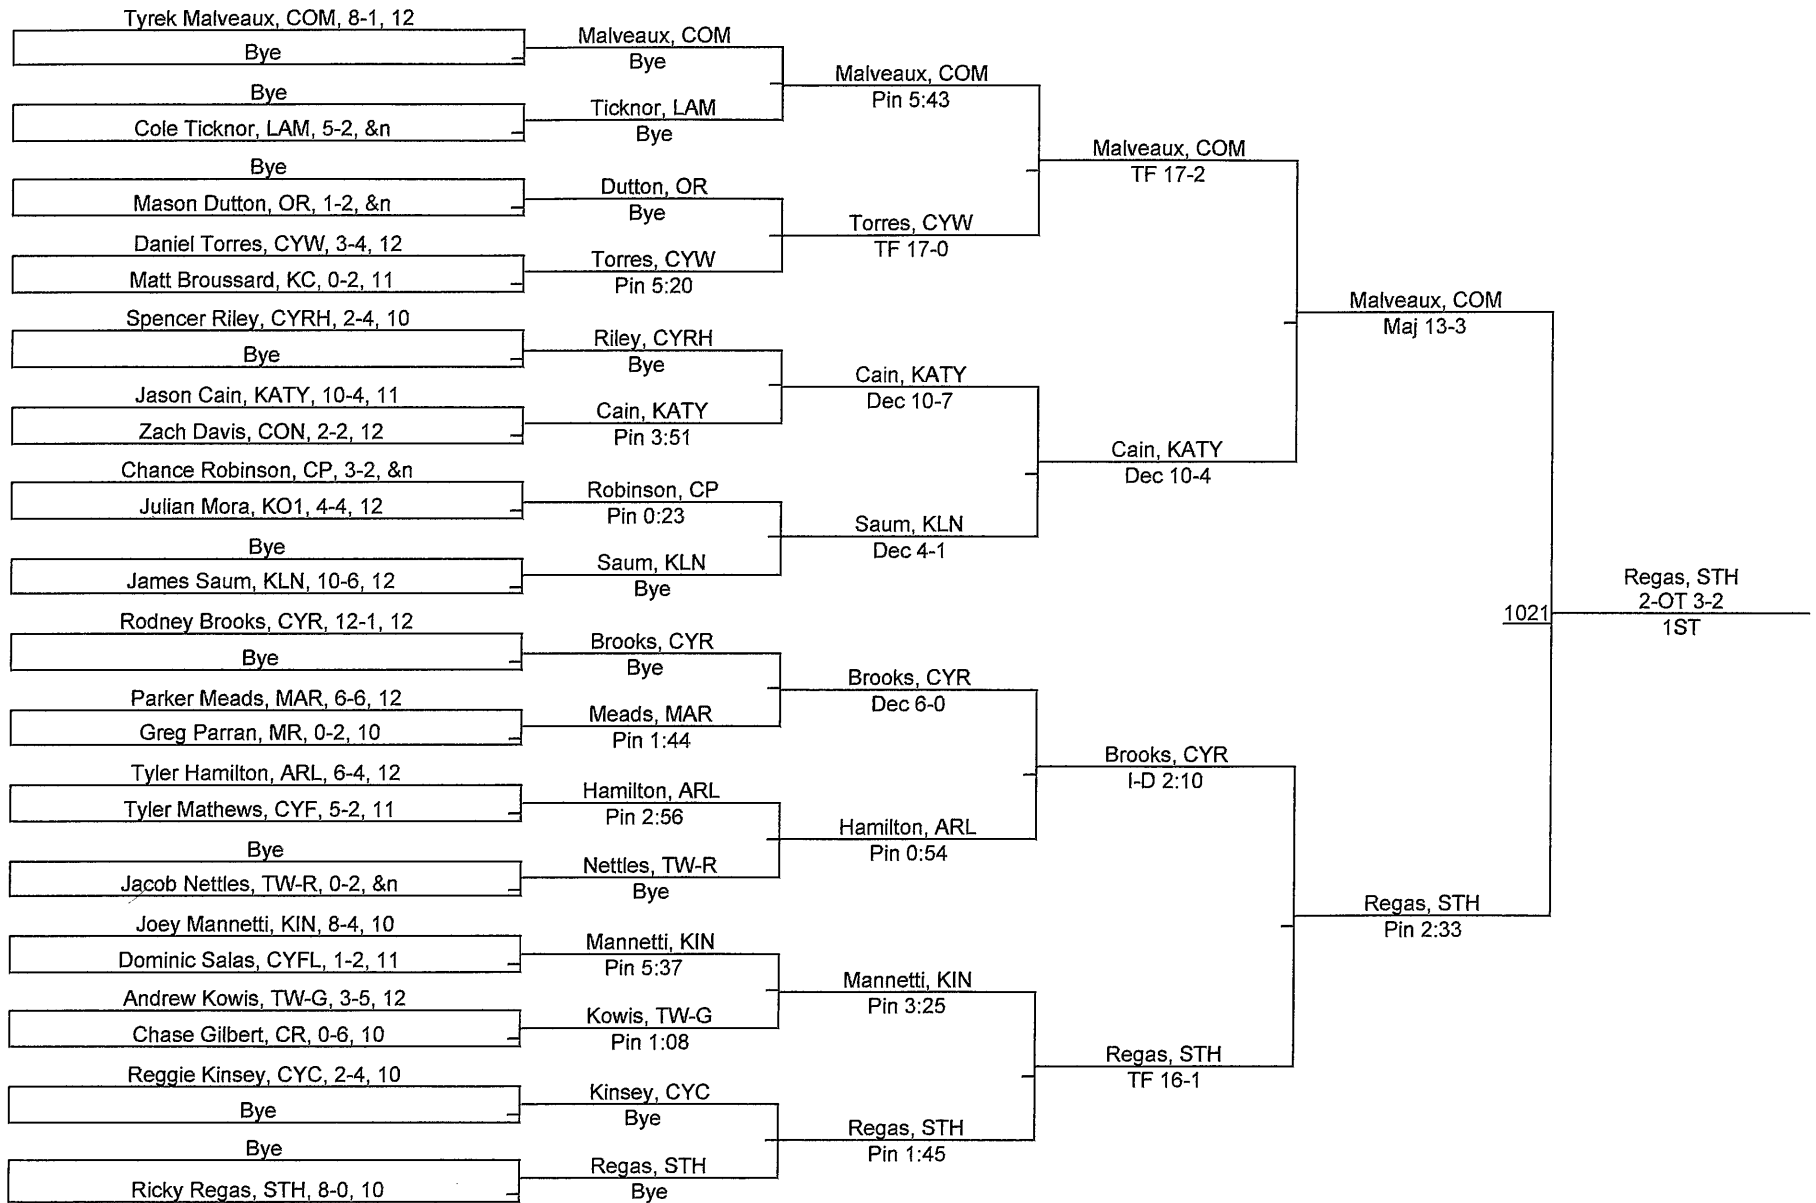 Tyrek Malveaux, COM, 8-1, 12
Bye
Bye
Cole Ticknor, LAM, 5-2, &n
Bye
Mason Dutton, OR, 1-2, &n
Daniel Torres, CYW, 3-4, 12
Matt Broussard, KC, 0-2, 11
Spencer Riley, CYRH, 2-4, 10
Bye
Jason Cain, KATY, 10-4, 11
Zach Davis, CON, 2-2, 12
Chance Robinson, CP, 3-2, &n
Julian Mora, KO1, 4-4, 12
Bye
James Saum, KLN, 10-6, 12
Rodney Brooks, CYR, 12-1, 12
Bye
Parker Meads, MAR, 6-6, 12
Greg Parran, MR, 0-2, 10
Tyler Hamilton, ARL, 6-4, 12
Tyler Mathews, CYF, 5-2, 11
Bye
Jacob Nettles, TW-R, 0-2, &n
Joey Mannetti, KIN, 8-4, 10
Dominic Salas, CYFL, 1-2, 11
Andrew Kowis, TW-G, 3-5, 12
Chase Gilbert, CR, 0-6, 10
Reggie Kinsey, CYC, 2-4, 10
Bye
Bye
Ricky Regas, STH, 8-0, 10
Malveaux, COM
Bye
Ticknor, LAM
Bye
Dutton, OR
Bye
Torres, CYW
Pin 5:20
Riley, CYRH
Bye
Cain, KATY
Pin 3:51
Robinson, CP
Pin 0:23
Saum, KLN
Bye
Brooks, CYR
Bye
Meads, MAR
Pin 1:44
Hamilton, ARL
Pin 2:56
Nettles, TW-R
Bye
Mannetti, KIN
Pin 5:37
Kowis, TW-G
Pin 1:08
Kinsey, CYC
Bye
Regas, STH
Bye
Malveaux, COM
Pin 5:43
Torres, CYW
TF 17-0
Cain, KATY
Dec 10-7
Saum, KLN
Dec 4-1
Brooks, CYR
Dec 6-0
Hamilton, ARL
Pin 0:54
Mannetti, KIN
Pin 3:25
Regas, STH
Pin 1:45
Malveaux, COM
TF 17-2
Cain, KATY
Dec 10-4
Brooks, CYR
I-D 2:10
Regas, STH
TF 16-1
Malveaux, COM
Maj 13-3
Regas, STH
Pin 2:33
1021
Regas, STH
2-OT 3-2
1ST